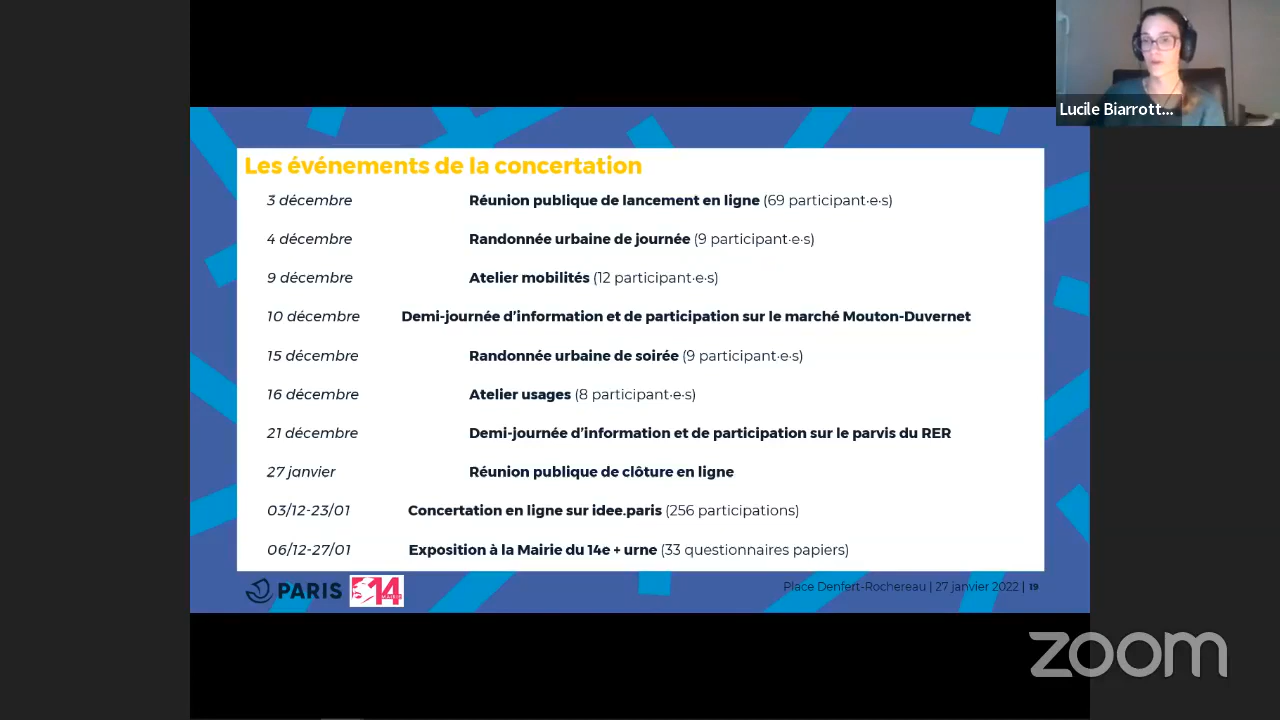 Lucile Biarrott...
Les événements de la concertation
3 décembre Réunion publique de lancement en ligne (69 participant·e·s)
4 décembre Randonnée urbaine de journée (9 participant·e·s)
9 décembre Atelier mobilités (12 participant·e·s)
10 décembre Demi-journée d'information et de participation sur le marché Mouton-Duvernet
15 décembre Randonnée urbaine de soirée (9 participant·e·s)
16 décembre Atelier usages (8 participant·e·s)
21 décembre Demi-journée d'information et de participation sur le parvis du RER
27 janvier Réunion publique de clôture en ligne
03/12-23/01 Concertation en ligne sur idee.paris (256 participations)
06/12-27/01 Exposition à la Mairie du 14e + urne (33 questionnaires papiers)
PARIS MAIRIE 14
Place Denfert-Rochereau | 27 janvier 2022 | 19
zoom